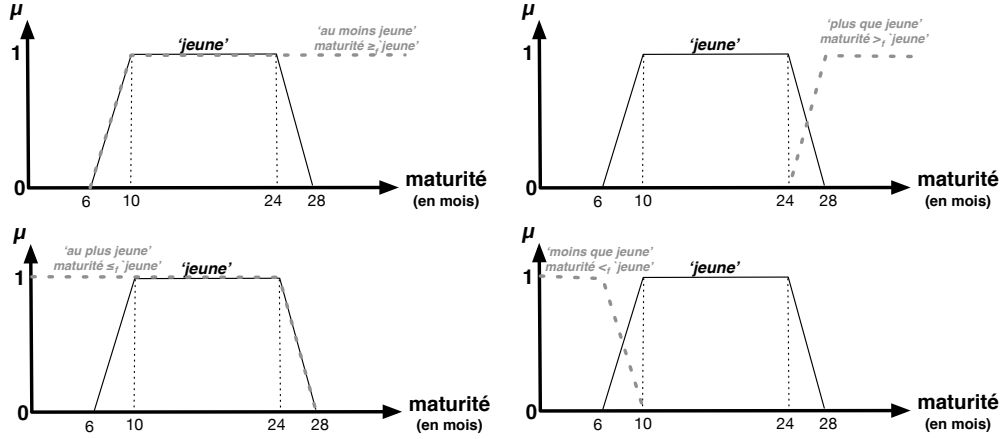 μ
'au moins jeune'
maturité ≥f `jeune'
'jeune'
1
0
6
10
24
28
maturité
(en mois)
μ
'plus que jeune'
maturité >f `jeune'
'jeune'
1
0
6
10
24
28
maturité
(en mois)
μ
'au plus jeune'
maturité ≤f `jeune'
'jeune'
1
0
6
10
24
28
maturité
(en mois)
μ
'moins que jeune'
maturité <f `jeune'
'jeune'
1
0
6
10
24
28
maturité
(en mois)